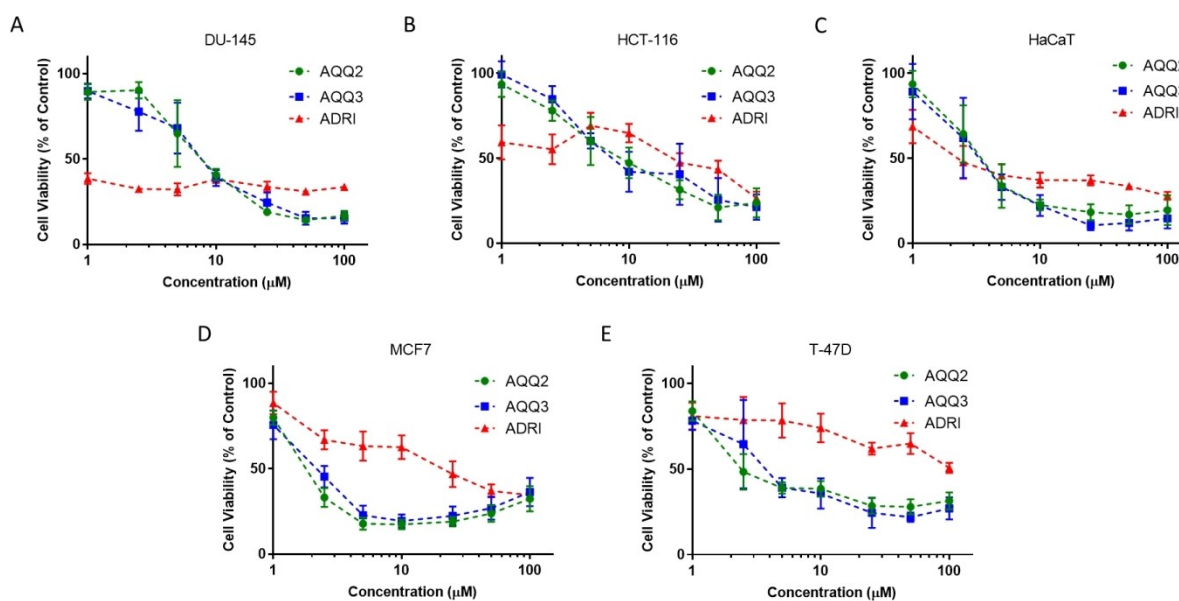 A
DU-145
Cell Viability (% of Control)
100
50
0
1
10
100
Concentration (μM)
AQQ2
AQQ3
ADRI
B
HCT-116
Cell Viability (% of Control)
100
50
0
1
10
100
Concentration (μM)
AQQ2
AQQ3
ADRI
C
HaCaT
Cell Viability (% of Control)
100
50
0
1
10
100
Concentration (μM)
ADRI
D
MCF7
Cell Viability (% of Control)
100
50
0
1
10
100
Concentration (μM)
AQQ2
AQQ3
ADRI
E
T-47D
Cell Viability (% of Control)
100
50
0
1
10
100
Concentration (μM)
AQQ2
AQQ3
ADRI